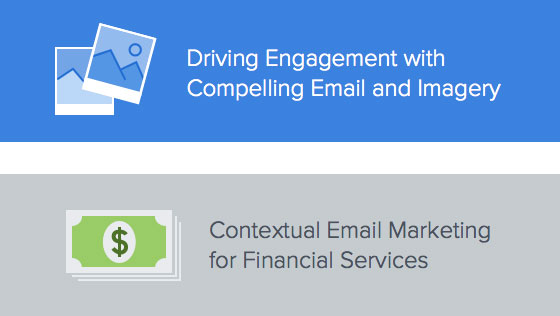 Driving Engagement with
Compelling Email and Imagery
$
Contextual Email Marketing
for Financial Services